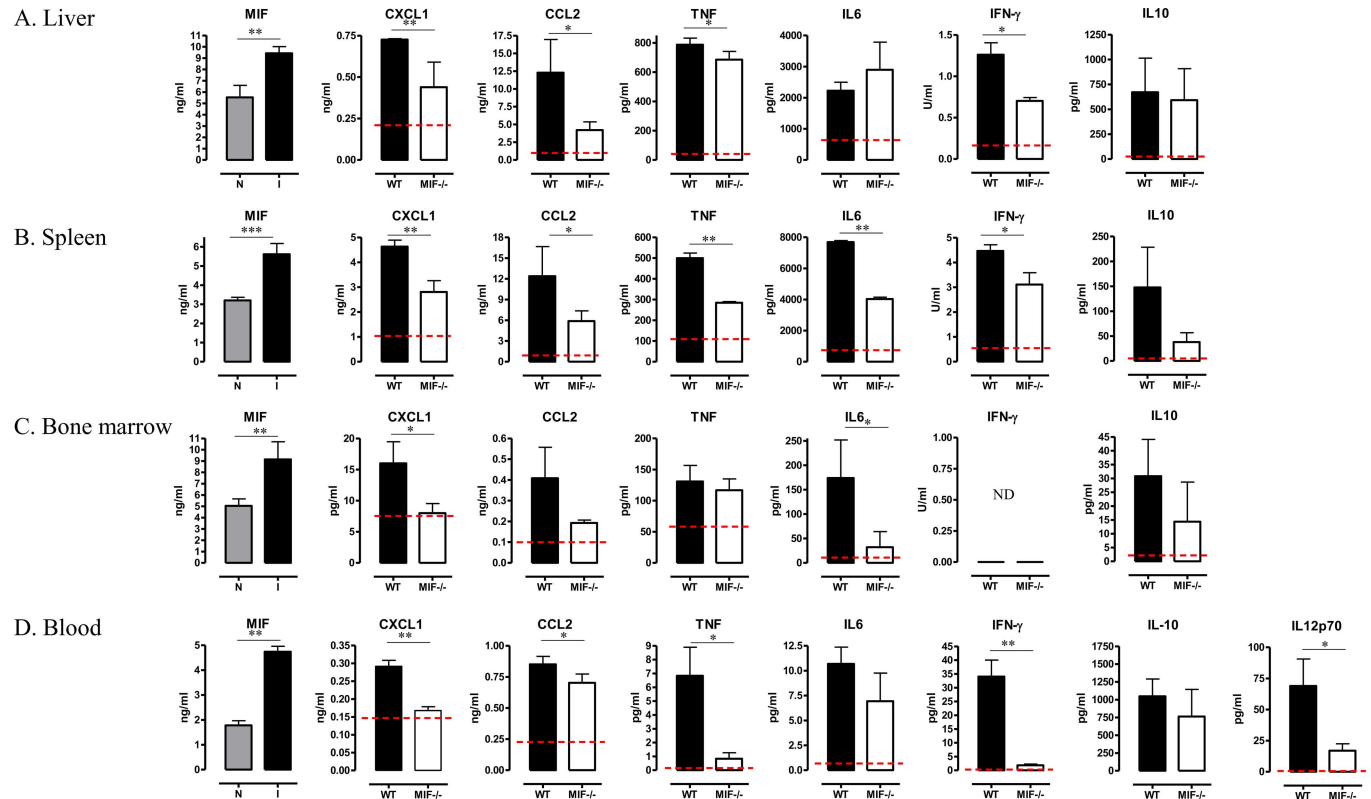 A. Liver
MIF CXCL1 CCL2 TNF IL6 IFN-γ IL10
** ** * * *
ng/ml ng/ml ng/ml pg/ml pg/ml U/ml pg/ml
11 0.75 17.5 800 4000 1.5 1250
10 15.0 1000
9 12.5 600 3000 1.0 750
8 0.50 10.0
7 7.5 400 2000 500
6 0.25 5.0 0.5
5 2.5 200 1000 250
4 0.00 0.0 0 0 0.0 0
3
2
1
0
N I WT MIF-/- WT MIF-/- WT MIF-/- WT MIF-/- WT MIF-/- WT MIF-/-
B. Spleen
MIF CXCL1 CCL2 TNF IL6 IFN-γ IL10
*** ** * ** ** *
ng/ml ng/ml ng/ml pg/ml pg/ml U/ml pg/ml
6 5 18 600 8000 5 250
5 4 15 500 6000 4 200
4 3 12 400 3 150
3 2 9 300 4000 2 100
2 1 6 200 2000 1 50
1 0 3 100 0 0 0
0 0 0
N I WT MIF-/- WT MIF-/- WT MIF-/- WT MIF-/- WT MIF-/- WT MIF-/-
C. Bone marrow
MIF CXCL1 CCL2 TNF IL6 IFN-γ IL10
** * *
ng/ml pg/ml ng/ml pg/ml pg/ml U/ml pg/ml
11 20 0.6 200 250 1.00 45
10 0.5 200 40
9 15 0.4 150 150 0.75 35
8 0.3 30
7 10 0.2 100 100 0.50 25
6 0.1 20
5 5 0.0 50 50 0.25 15
4 0 0 0 0.00 10
3 5
2 0
1
0
ND
N I WT MIF-/- WT MIF-/- WT MIF-/- WT MIF-/- WT MIF-/- WT MIF-/-
D. Blood
MIF CXCL1 CCL2 TNF IL6 IFN-γ IL-10 IL12p70
** ** * * ** *
ng/ml ng/ml ng/ml pg/ml pg/ml pg/ml pg/ml pg/ml
5 0.35 1.00 9 12.5 45 1750 100
4 0.30 8 40 1500
3 0.25 0.75 7 10.0 35 1250 75
2 0.20 6 30 1000
1 0.15 0.50 5 7.5 25 750 50
0 0.10 4 5.0 20 500
0.05 0.25 3 15 250 25
0.00 2 2.5 10 0
0.00 1 5 0
0 0.0 0
N I WT MIF-/- WT MIF-/- WT MIF-/- WT MIF-/- WT MIF-/- WT MIF-/- WT MIF-/-